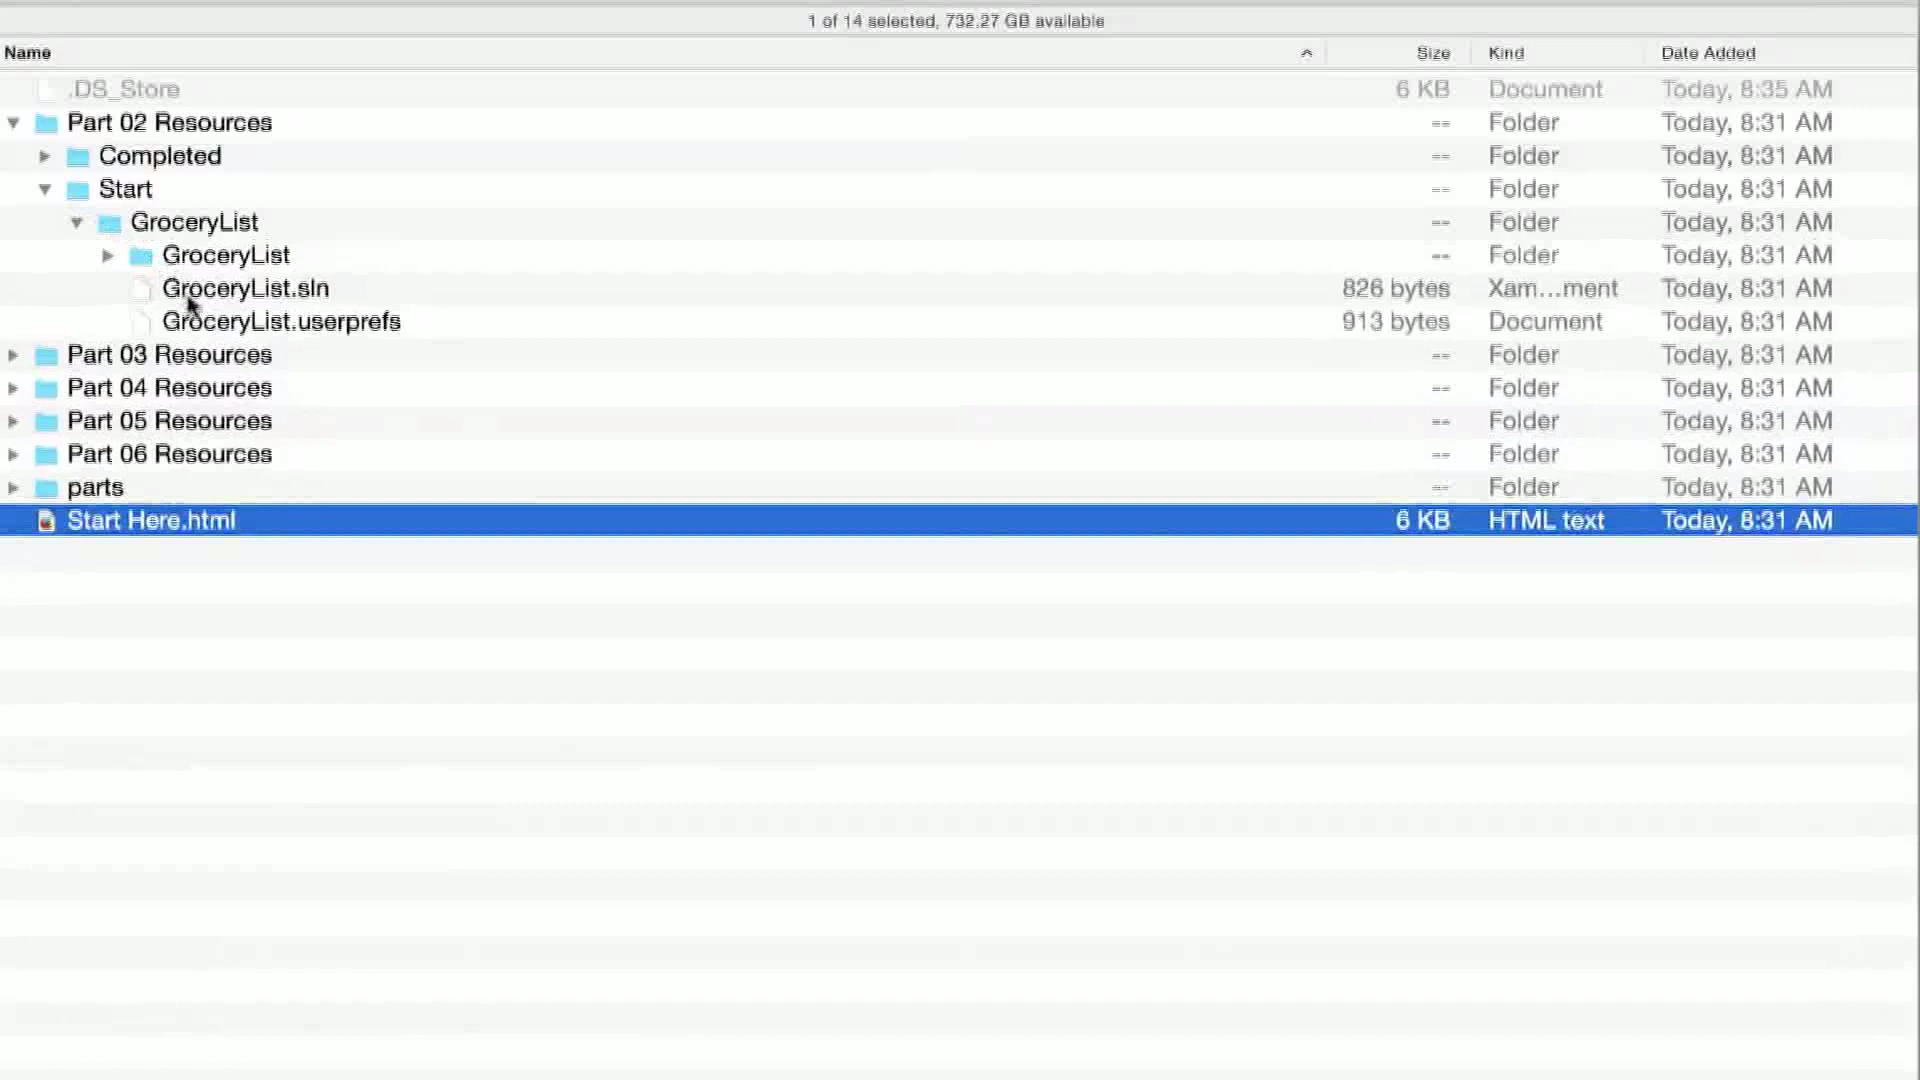 1 of 14 selected, 732.27 GB available
Name Size Kind Date Added
.DS_Store 6 KB Document Today, 8:35 AM
Part 02 Resources -- Folder Today, 8:31 AM
Completed -- Folder Today, 8:31 AM
Start -- Folder Today, 8:31 AM
GroceryList -- Folder Today, 8:31 AM
GroceryList -- Folder Today, 8:31 AM
GroceryList.sln 826 bytes Xam...ment Today, 8:31 AM
GroceryList.userprefs 913 bytes Document Today, 8:31 AM
Part 03 Resources -- Folder Today, 8:31 AM
Part 04 Resources -- Folder Today, 8:31 AM
Part 05 Resources -- Folder Today, 8:31 AM
Part 06 Resources -- Folder Today, 8:31 AM
parts -- Folder Today, 8:31 AM
Start Here.html 6 KB HTML text Today, 8:31 AM